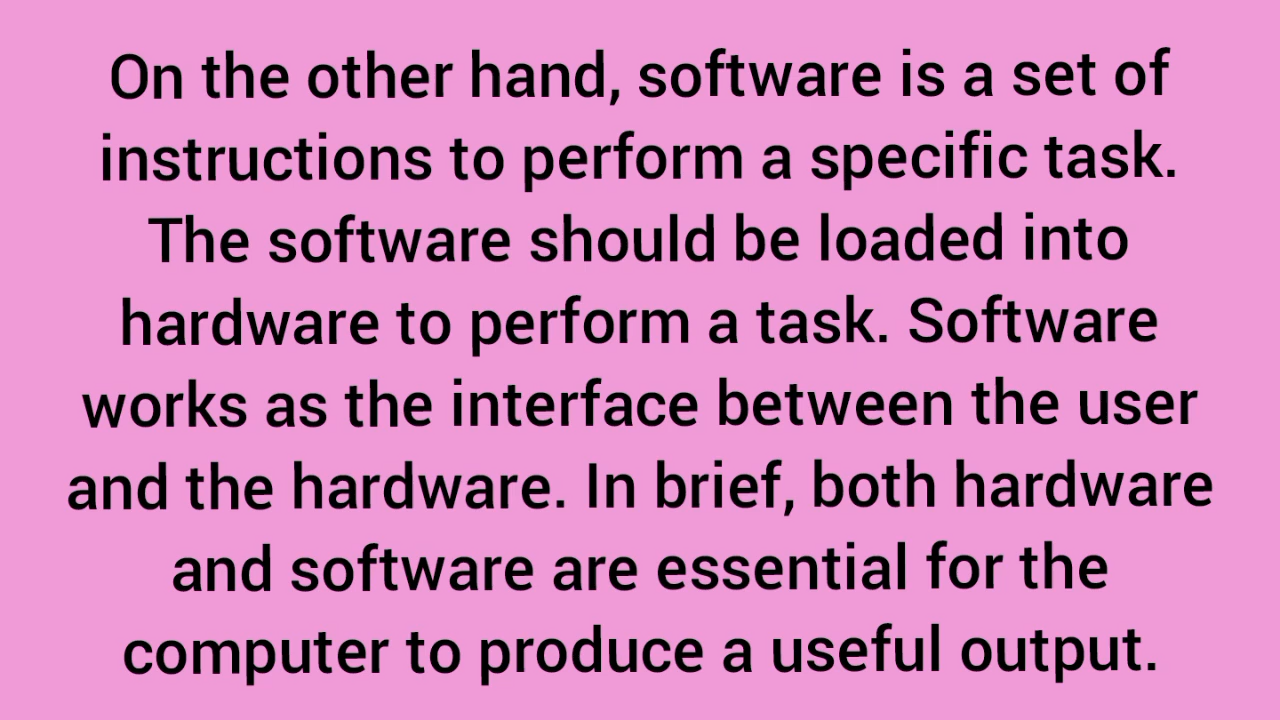 On the other hand, software is a set of
instructions to perform a specific task.
The software should be loaded into
hardware to perform a task. Software
works as the interface between the user
and the hardware. In brief, both hardware
and software are essential for the
computer to produce a useful output.